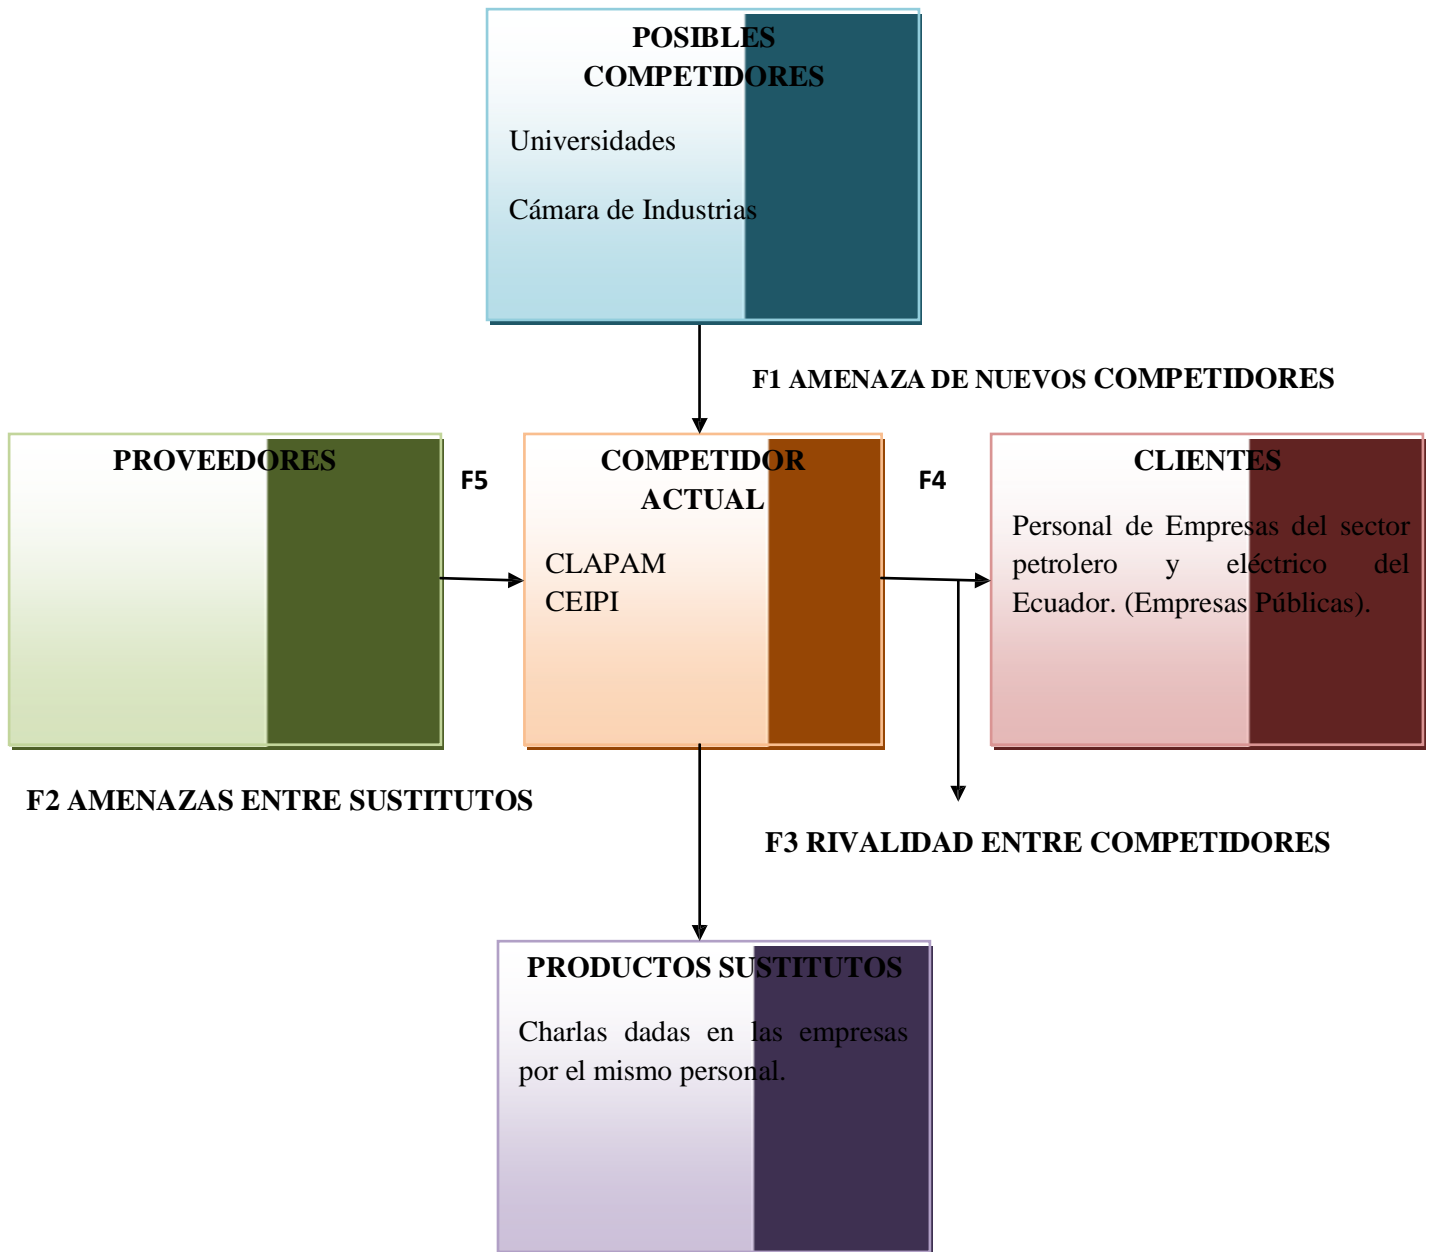 POSIBLES
COMPETIDORES
Universidades
Cámara de Industrias
F1 AMENAZA DE NUEVOS COMPETIDORES
PROVEEDORES
F5
COMPETIDOR
ACTUAL
CLAPAM
CEIPI
F4
CLIENTES
Personal de Empresas del sector
petrolero y eléctrico del
Ecuador. (Empresas Públicas).
F2 AMENAZAS ENTRE SUSTITUTOS
F3 RIVALIDAD ENTRE COMPETIDORES
PRODUCTOS SUSTITUTOS
Charlas dadas en las empresas
por el mismo personal.